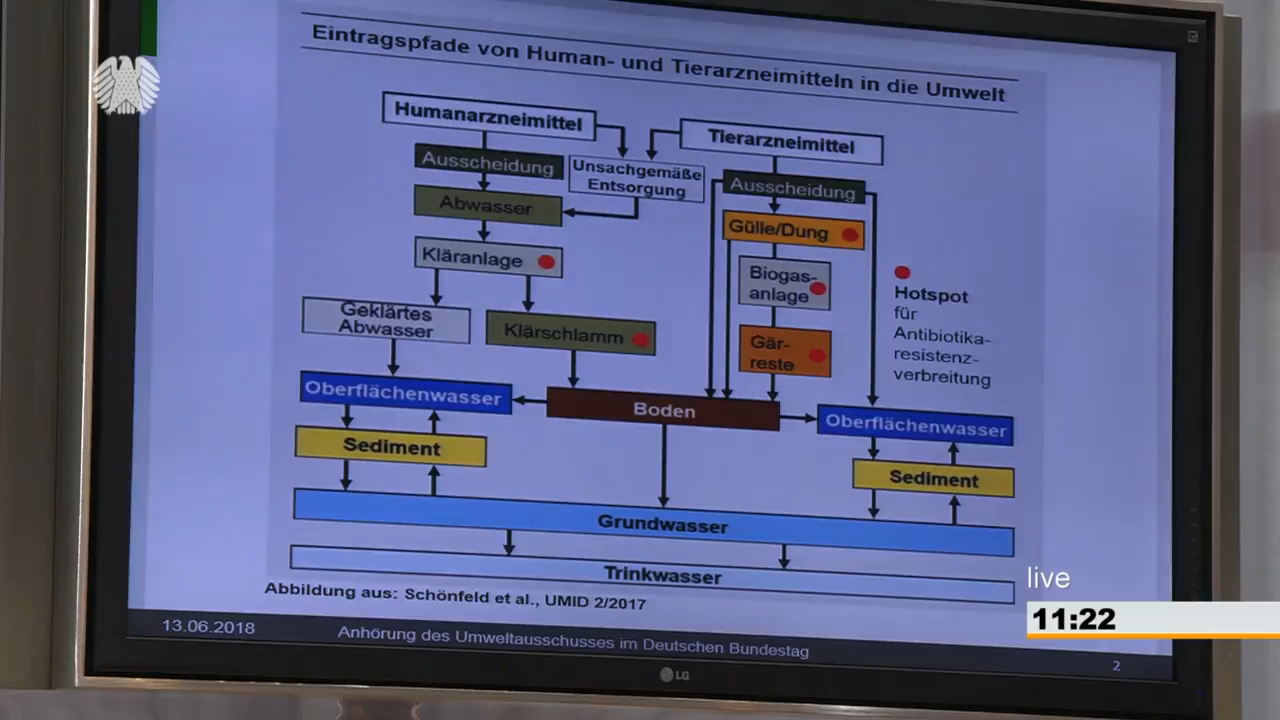 Eintragspfade von Human- und Tierarzneimitteln in die Umwelt
Humanarzneimittel
Tierarzneimittel
Ausscheidung
Unsachgemäße
Entsorgung
Ausscheidung
Abwasser
Gülle/Dung
Kläranlage
Biogas-
anlage
Hotspot
für
Antibiotika-
resistenz-
verbreitung
Geklärtes
Abwasser
Klärschlamm
Gär-
reste
Oberflächenwasser
Boden
Oberflächenwasser
Sediment
Sediment
Grundwasser
Trinkwasser
Abbildung aus: Schönfeld et al., UMID 2/2017
live
11:22
13.06.2018
Anhörung des Umweltausschusses im Deutschen Bundestag
2
LG